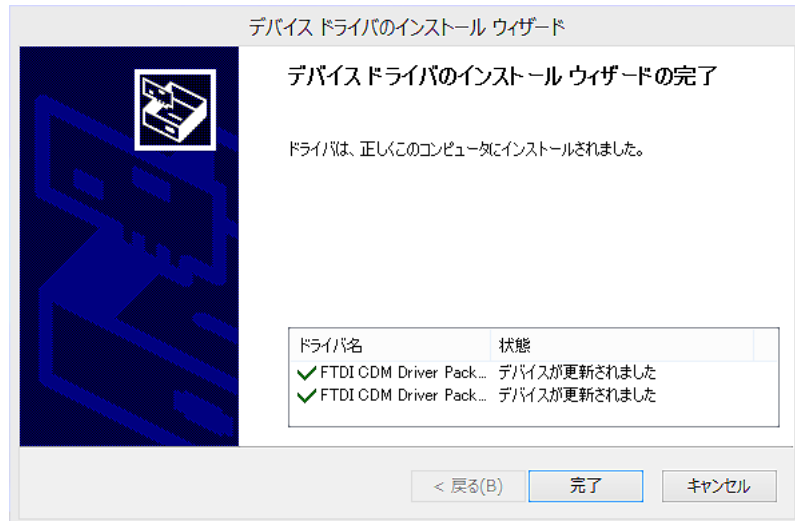 デバイス ドライバのインストール ウィザード
デバイス ドライバのインストール ウィザードの完了
ドライバは、正しくこのコンピュータにインストールされました。
ドライバ名 状態
FTDI CDM Driver Pack... デバイスが更新されました
FTDI CDM Driver Pack... デバイスが更新されました
< 戻る(B) 完了 キャンセル